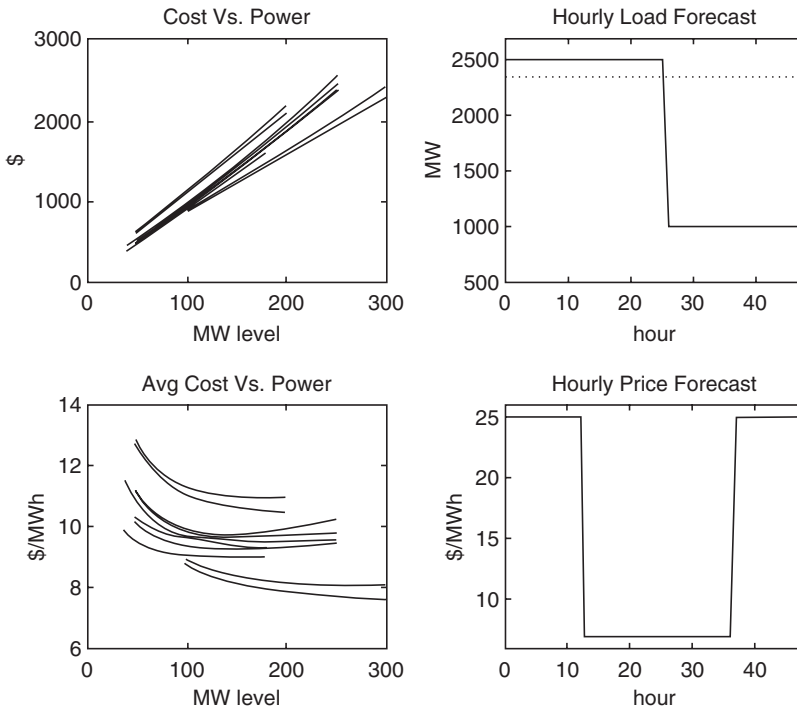 Cost Vs. Power
3000
2000
1000
0
$
0 100 200 300
MW level
Hourly Load Forecast
2500
2000
1500
1000
500
MW
0 10 20 30 40
hour
Avg Cost Vs. Power
14
12
10
8
6
$/MWh
0 100 200 300
MW level
Hourly Price Forecast
25
20
15
10
$/MWh
0 10 20 30 40
hour